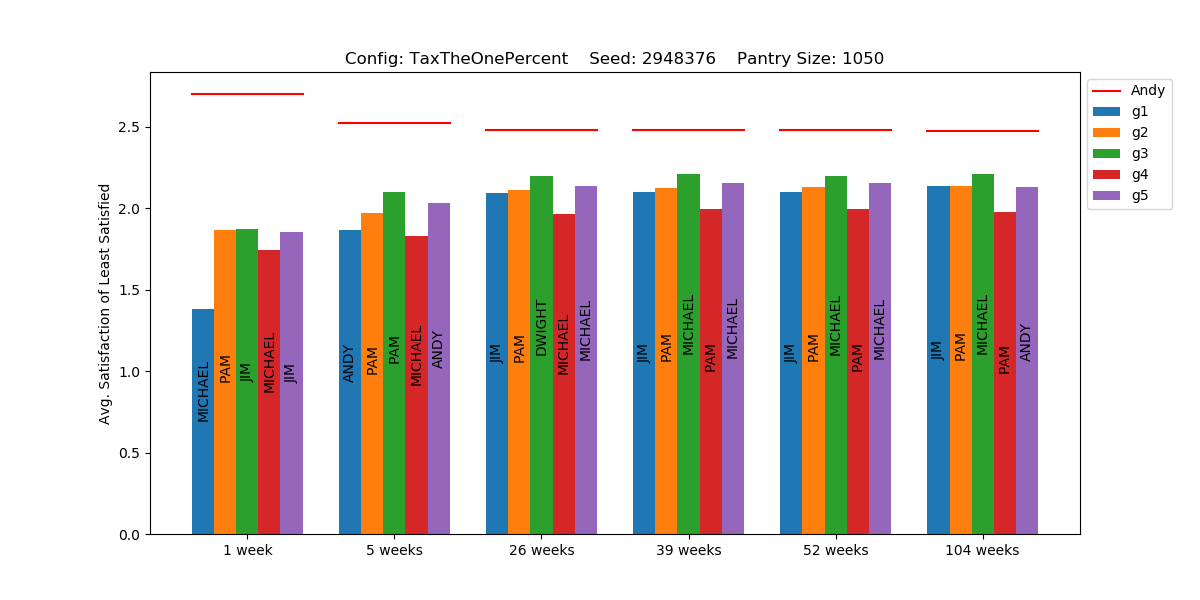 Config: TaxTheOnePercent    Seed: 2948376    Pantry Size: 1050
Avg. Satisfaction of Least Satisfied
2.5
2.0
1.5
1.0
0.5
0.0
MICHAEL
PAM
JIM
MICHAEL
JIM
ANDY
PAM
PAM
MICHAEL
ANDY
JIM
PAM
DWIGHT
MICHAEL
MICHAEL
JIM
PAM
MICHAEL
PAM
MICHAEL
JIM
PAM
MICHAEL
PAM
MICHAEL
JIM
PAM
MICHAEL
PAM
ANDY
1 week
5 weeks
26 weeks
39 weeks
52 weeks
104 weeks
Andy
g1
g2
g3
g4
g5